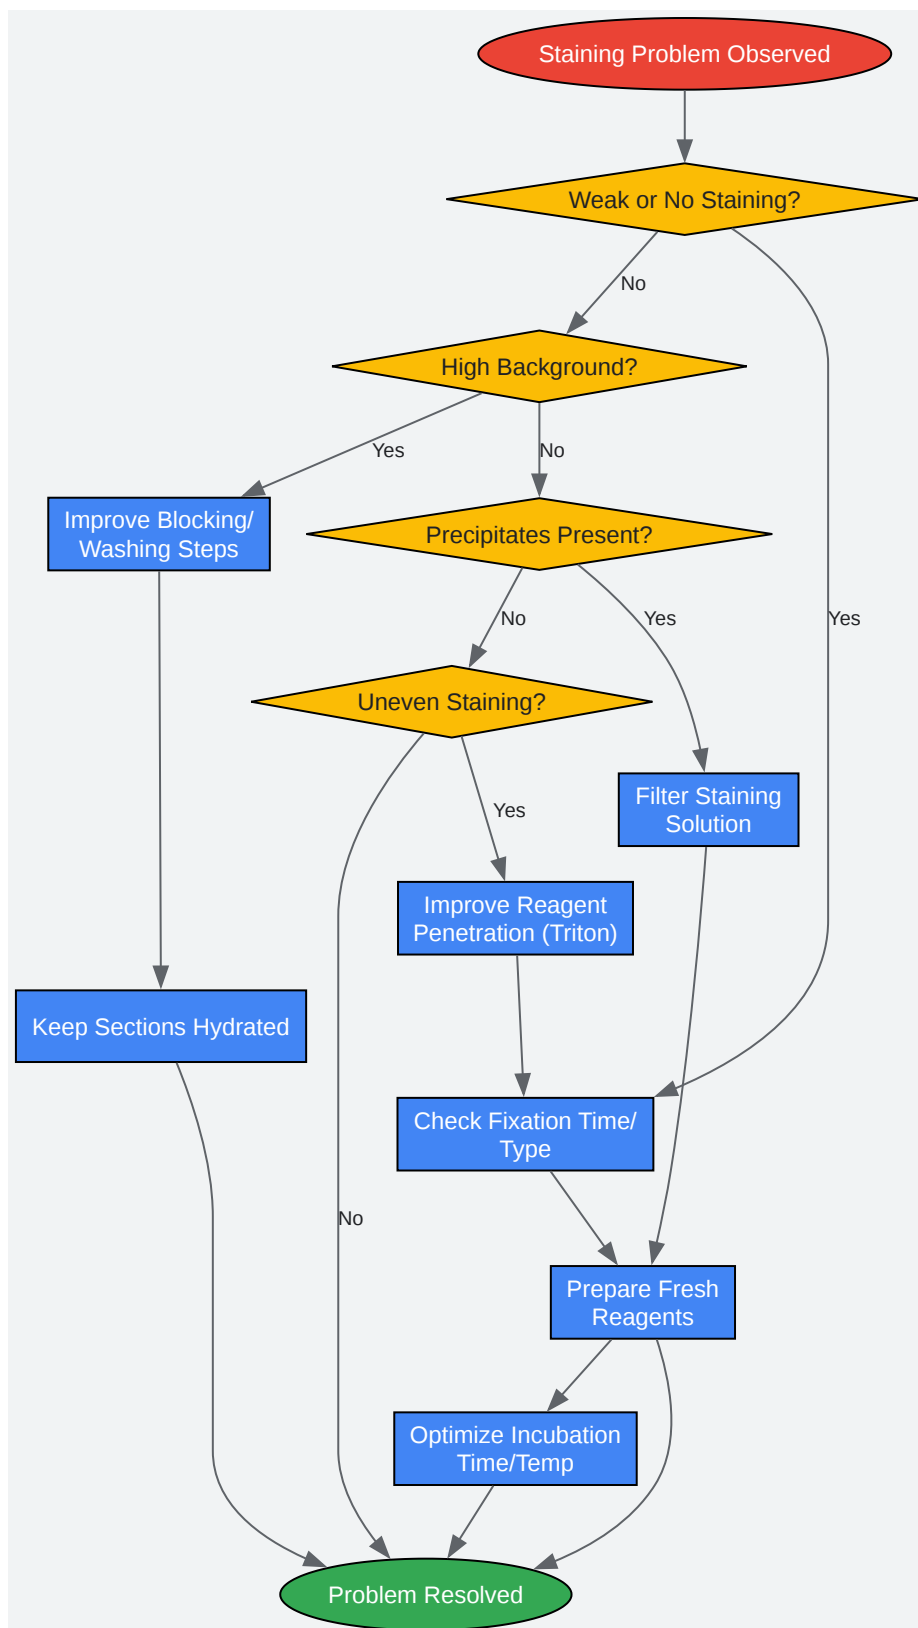 Staining Problem Observed
Weak or No Staining?
No
High Background?
Yes
No
Improve Blocking/
Washing Steps
Precipitates Present?
No
Yes
Yes
Uneven Staining?
Filter Staining
Solution
Yes
Improve Reagent
Penetration (Triton)
Keep Sections Hydrated
Check Fixation Time/
Type
No
Prepare Fresh
Reagents
Optimize Incubation
Time/Temp
Problem Resolved